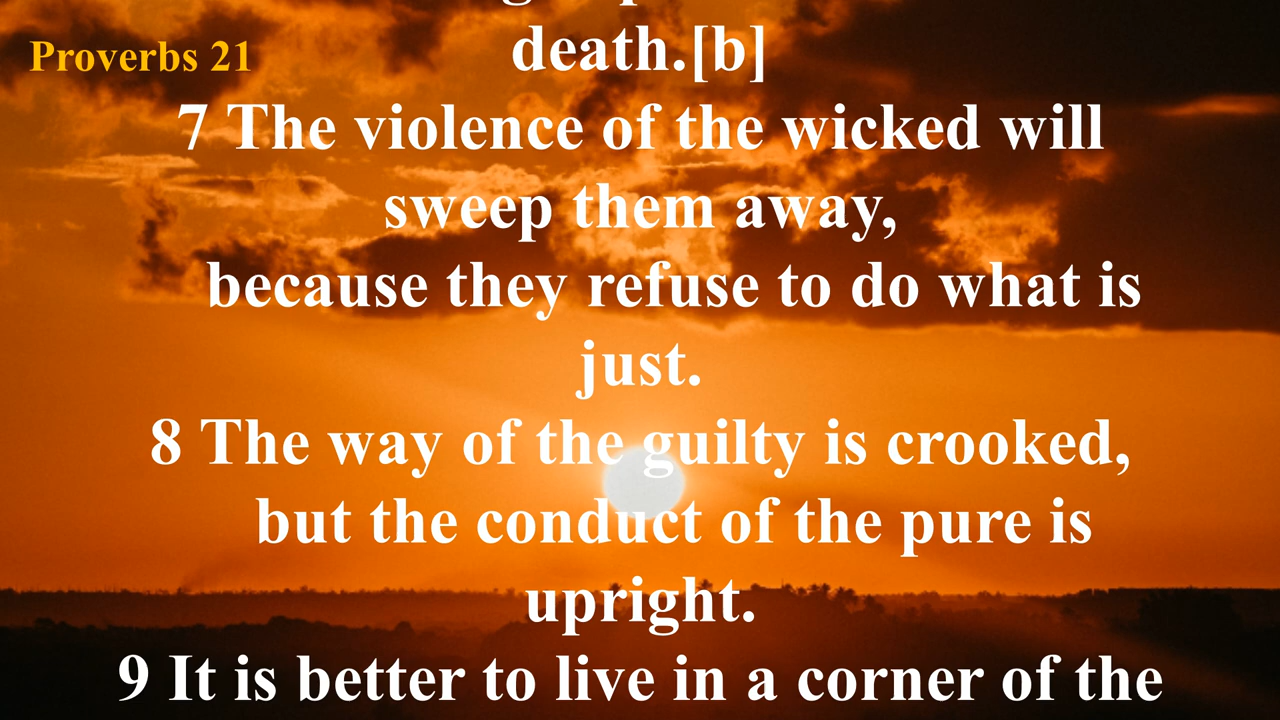 Proverbs 21
death.[b]
7 The violence of the wicked will
sweep them away,
because they refuse to do what is
just.
8 The way of the guilty is crooked,
but the conduct of the pure is
upright.
9 It is better to live in a corner of the